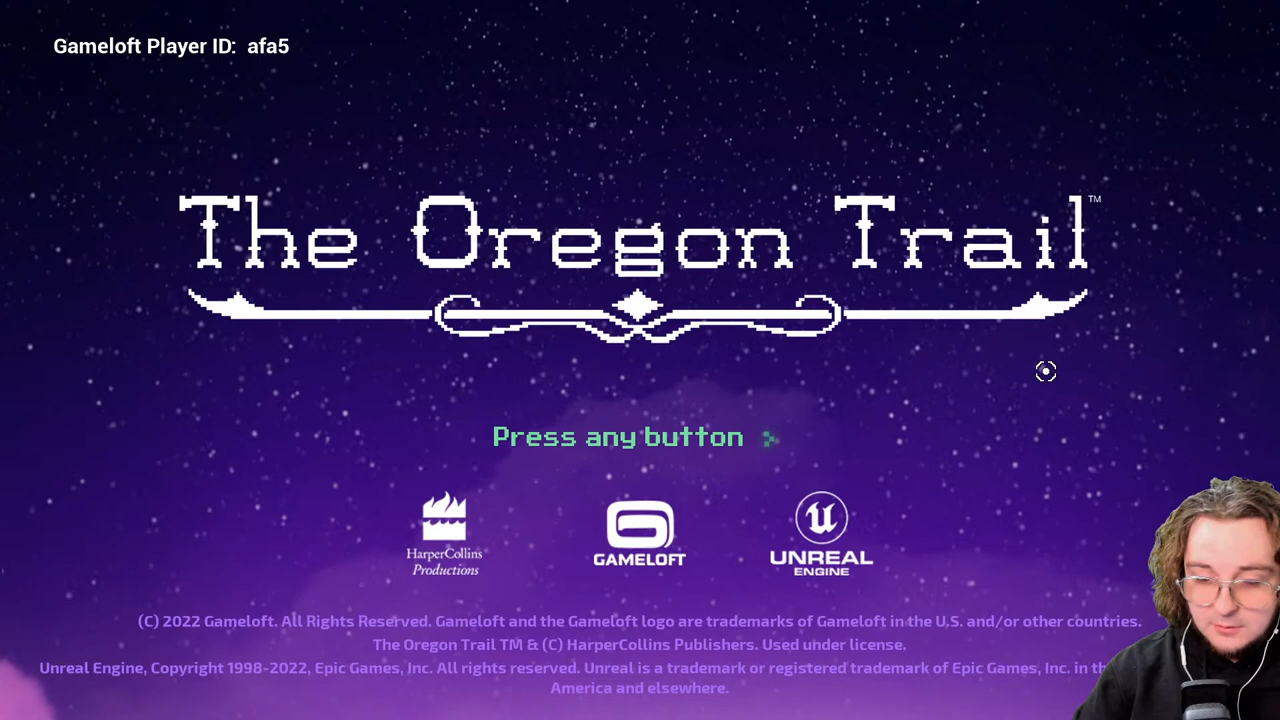 Gameloft Player ID: afa5
The Oregon Trail™
Press any button >
HarperCollins
Productions
GAMELOFT
UNREAL
ENGINE
(C) 2022 Gameloft. All Rights Reserved. Gameloft and the Gameloft logo are trademarks of Gameloft in the U.S. and/or other countries.
The Oregon Trail TM & (C) HarperCollins Publishers. Used under license.
Unreal Engine, Copyright 1998-2022, Epic Games, Inc. All rights reserved. Unreal is a trademark or registered trademark of Epic Games, Inc. in
America and elsewhere.